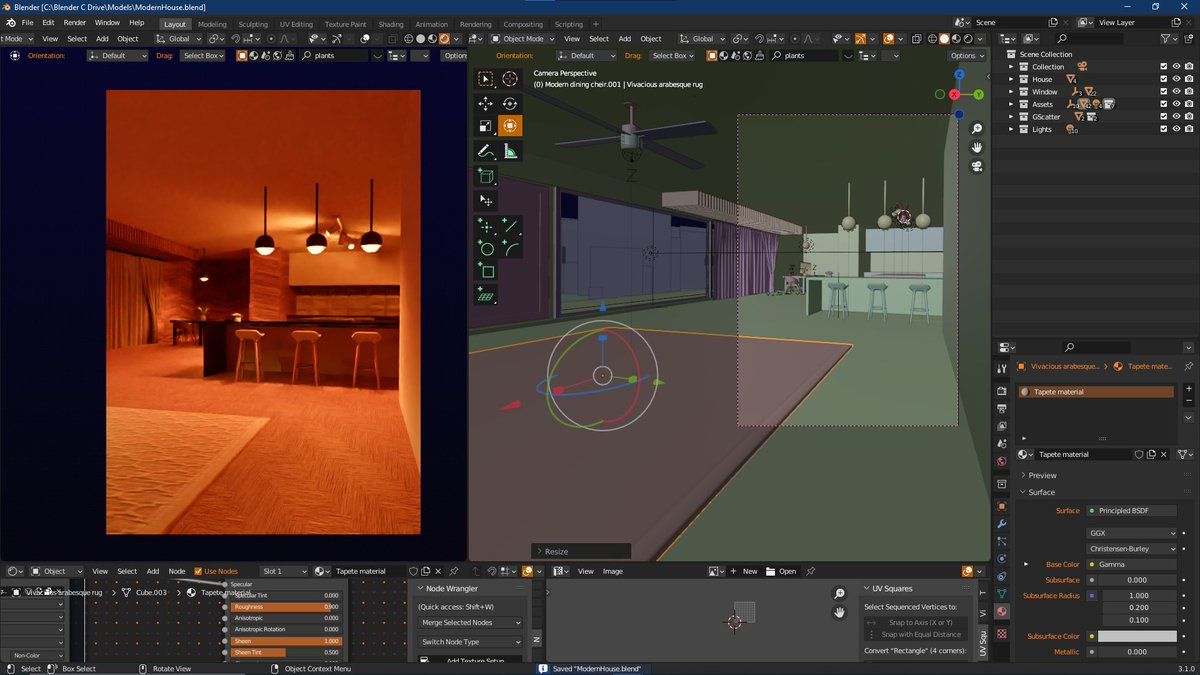 Blender [C:\Blender C Drive\Models\ModernHouse.blend]
File Edit Render Window Help Layout Modeling Sculpting UV Editing Texture Paint Shading Animation Rendering Compositing Scripting + Scene View Layer
t Mode View Select Add Object Global Object Mode View Select Add Object Global
Orientation: Default Drag: Select Box plants Option Orientation: Default Drag: Select Box plants Options
Camera Perspective
(0) Modern dining cheir.001 | Vivacious arabesque rug
Scene Collection
Collection
House 4
Window 3 22
Assets
GScatter 2
Lights 10
Z
X
Y
Resize
Vivacious arabesque... Tapete mate...
Tapete material
Tapete material
Preview
Surface
Surface Principled BSDF
GGX
Christensen-Burley
Base Color Gamma
Subsurface 0.000
Subsurface Radius 1.000
0.200
0.100
Subsurface Color
Metallic 0.000
Object View Select Add Node Use Nodes Slot 1 Tapete material
Vivacious arabesque rug Cube.003 Tapete material
Specular
Specular Tint 0.000
Roughness 0.900
Anisotropic 0.000
Anisotropic Rotation 0.000
Sheen 1.000
Sheen Tint 0.500
Non-Color
Node Wrangler
(Quick access: Shift+W)
Merge Selected Nodes
Switch Node Type
Add Texture Setup
View Image New Open
UV Squares
Select Sequenced Vertices to:
Snap to Axis (X or Y)
Snap with Equal Distance
Convert "Rectangle" (4 corners):
Select Box Select Rotate View Object Context Menu Saved "ModernHouse.blend" 3.1.0